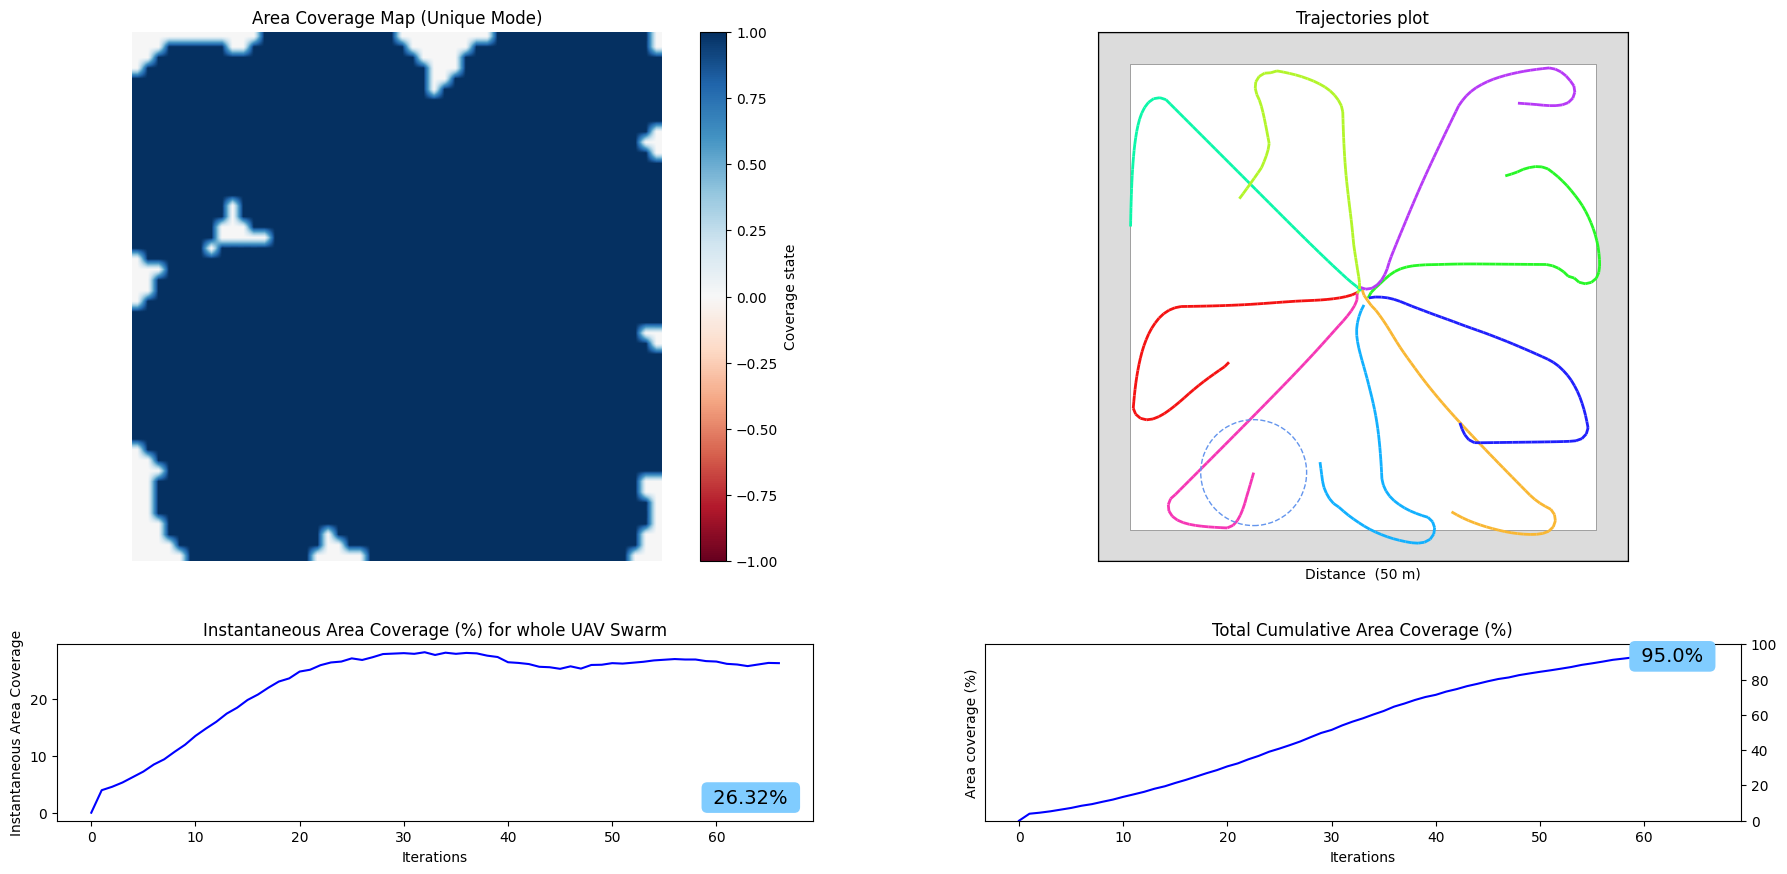 Area Coverage Map (Unique Mode)
1.00
0.75
0.50
0.25
0.00
−0.25
−0.50
−0.75
−1.00
Coverage state
Trajectories plot
Distance  (50 m)
Instantaneous Area Coverage (%) for whole UAV Swarm
Instantaneous Area Coverage
20
10
0
26.32%
0 10 20 30 40 50 60
Iterations
Total Cumulative Area Coverage (%)
Area coverage (%)
95.0%
100
80
60
40
20
0
0 10 20 30 40 50 60
Iterations